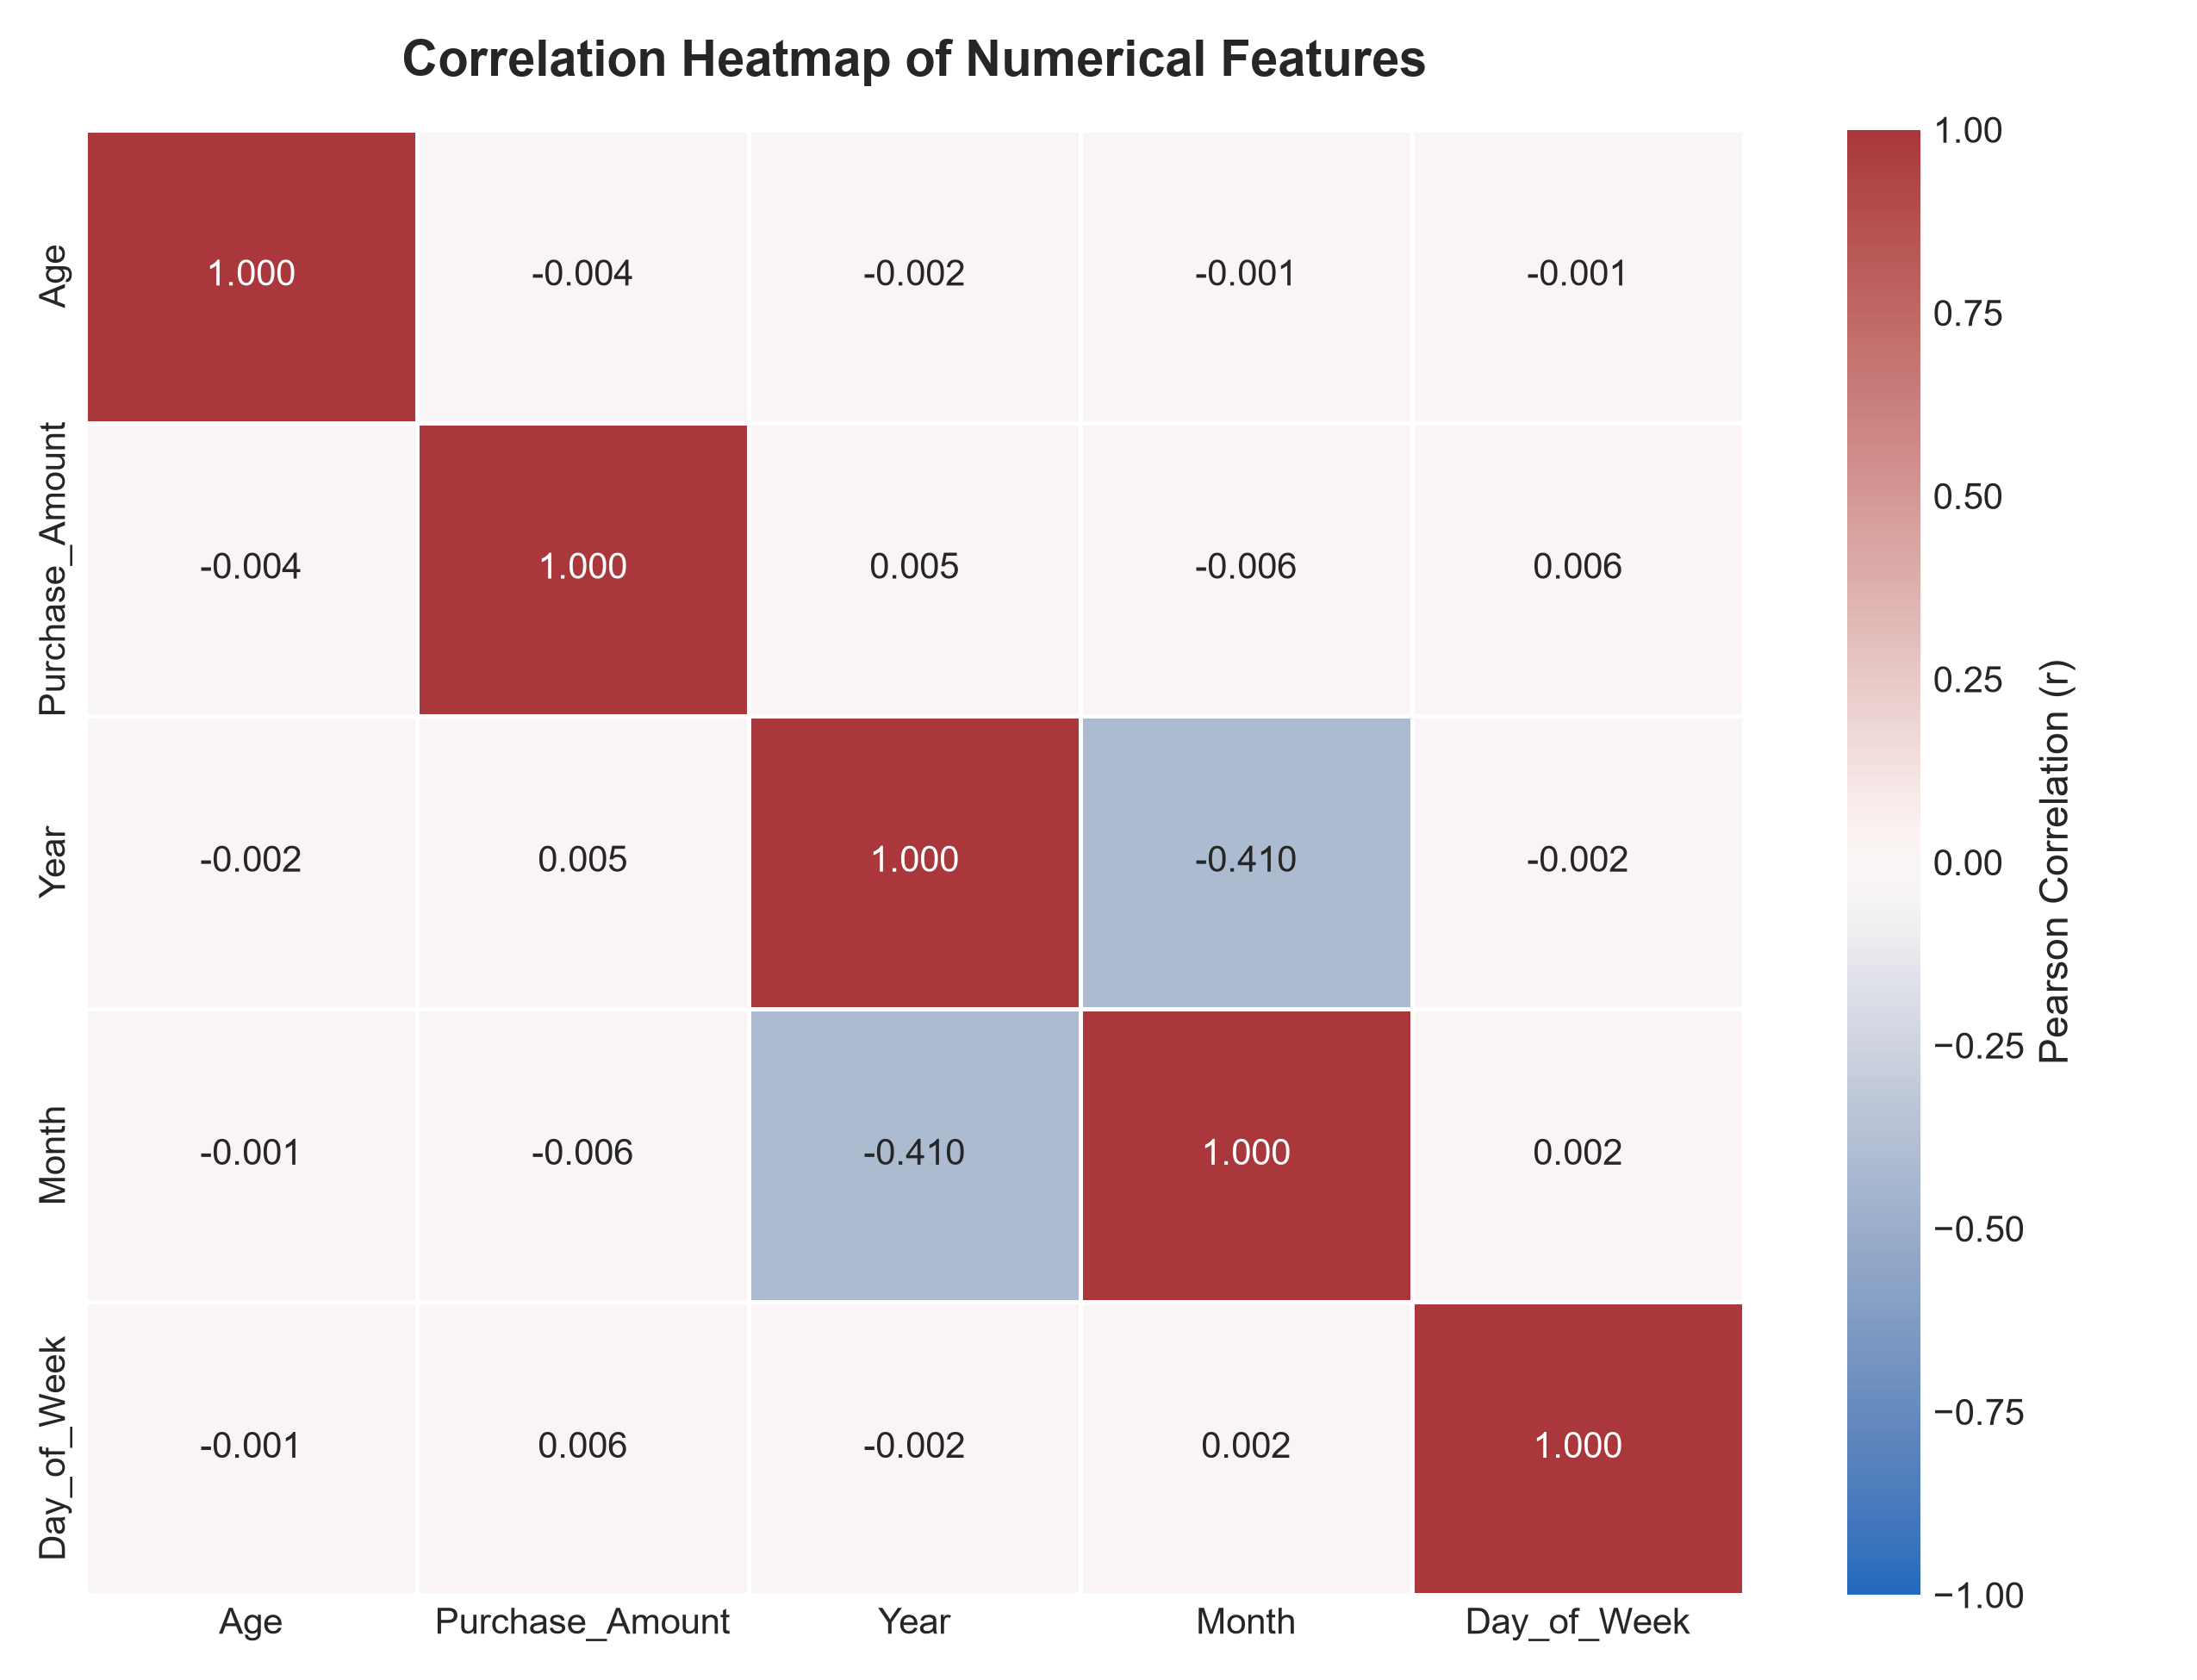 Correlation Heatmap of Numerical Features
Age
1.000 -0.004 -0.002 -0.001 -0.001
Purchase_Amount
-0.004 1.000 0.005 -0.006 0.006
Year
-0.002 0.005 1.000 -0.410 -0.002
Month
-0.001 -0.006 -0.410 1.000 0.002
Day_of_Week
-0.001 0.006 -0.002 0.002 1.000
Age Purchase_Amount Year Month Day_of_Week
1.00
0.75
0.50
0.25
0.00
−0.25
−0.50
−0.75
−1.00
Pearson Correlation (r)